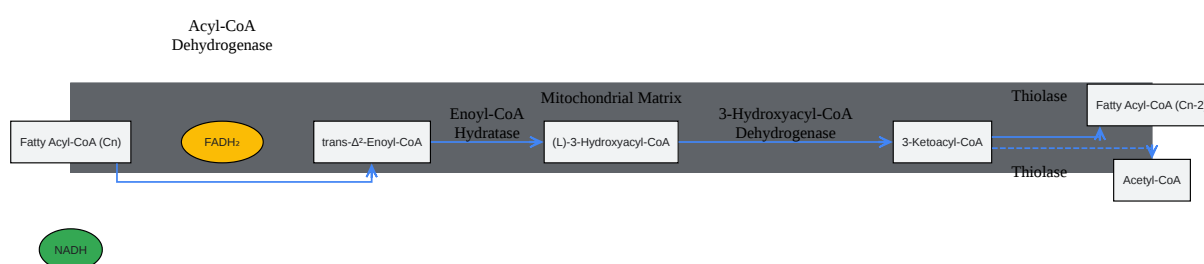 Acyl-CoA
Dehydrogenase
Mitochondrial Matrix
Enoyl-CoA
Hydratase
3-Hydroxyacyl-CoA
Dehydrogenase
Thiolase
Fatty Acyl-CoA (Cn-2
Fatty Acyl-CoA (Cn)
FADH₂
trans-Δ²-Enoyl-CoA
(L)-3-Hydroxyacyl-CoA
3-Ketoacyl-CoA
Thiolase
Acetyl-CoA
NADH